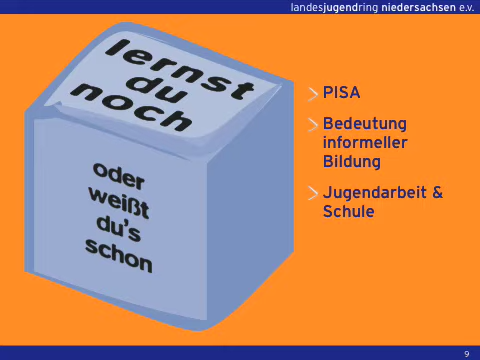 landesjugendring niedersachsen e.v.
lernst
du
noch
oder
weißt
du's
schon
PISA
Bedeutung
informeller
Bildung
Jugendarbeit &
Schule
9